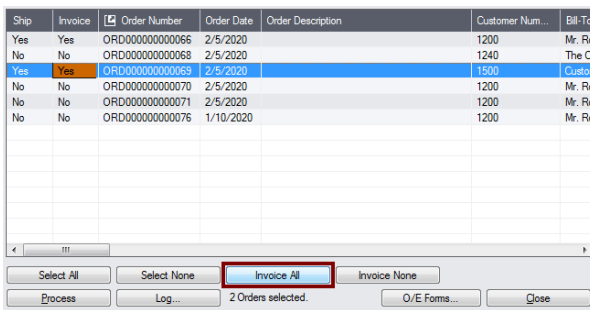 Ship Invoice Order Number Order Date Order Description Customer Num... Bill-To
Yes Yes ORD000000000066 2/5/2020 1200 Mr. R
No No ORD000000000068 2/5/2020 1240 The
Yes Yes ORD000000000069 2/5/2020 1500 Custo
No No ORD000000000070 2/5/2020 1200 Mr. R
No No ORD000000000071 2/5/2020 1200 Mr. R
No No ORD000000000076 1/10/2020 1200 Mr. R
Select All Select None Invoice All Invoice None
Process Log... 2 Orders selected. O/E Forms... Close